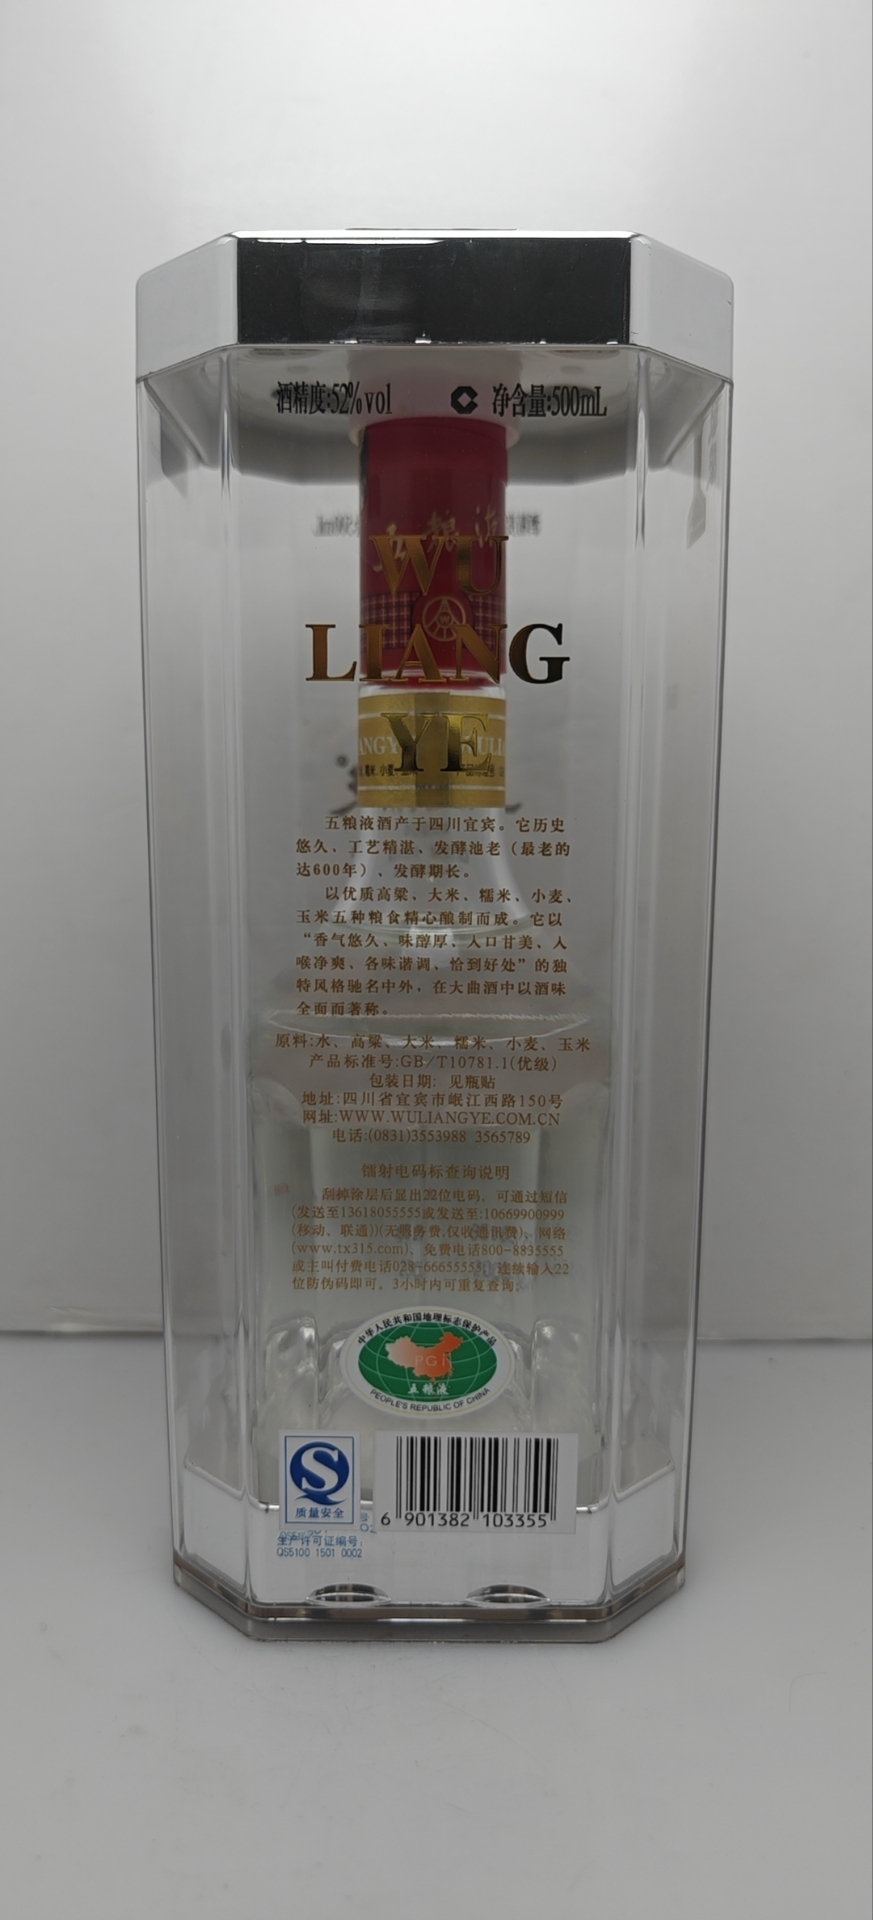 酒精度:52%vol 净含量:500mL
五粮液
WU
LIANG
YE
五粮液酒产于四川宜宾。它历史
悠久、工艺精湛、发酵池老（最老的
达600年）、发酵期长。
以优质高粱、大米、糯米、小麦、
玉米五种粮食精心酿制而成。它以
“香气悠久、味醇厚、入口甘美、入
喉净爽、各味谐调、恰到好处”的独
特风格驰名中外，在大曲酒中以酒味
全面而著称。
原料:水、高粱、大米、糯米、小麦、玉米
产品标准号:GB/T10781.1(优级)
包装日期: 见瓶贴
地址:四川省宜宾市岷江西路150号
网址:WWW.WULIANGYE.COM.CN
电话:(0831)3553988 3565789
镭射电码标查询说明
刮掉涂层后显出22位电码，可通过短信
(发送至13618055555或发送至:10669900999
(移动、联通))(无服务费,仅收通讯费)、网络
(www.tx315.com)、免费电话800-8835555
或主叫付费电话028-66655555，连续输入22
位防伪码即可。3小时内可重复查询;
中华人民共和国地理标志保护产品
PGI
五粮液
PEOPLE'S REPUBLIC OF CHINA
质量安全
6 901382 103355
生产许可证编号:
QS5100 1501 0002